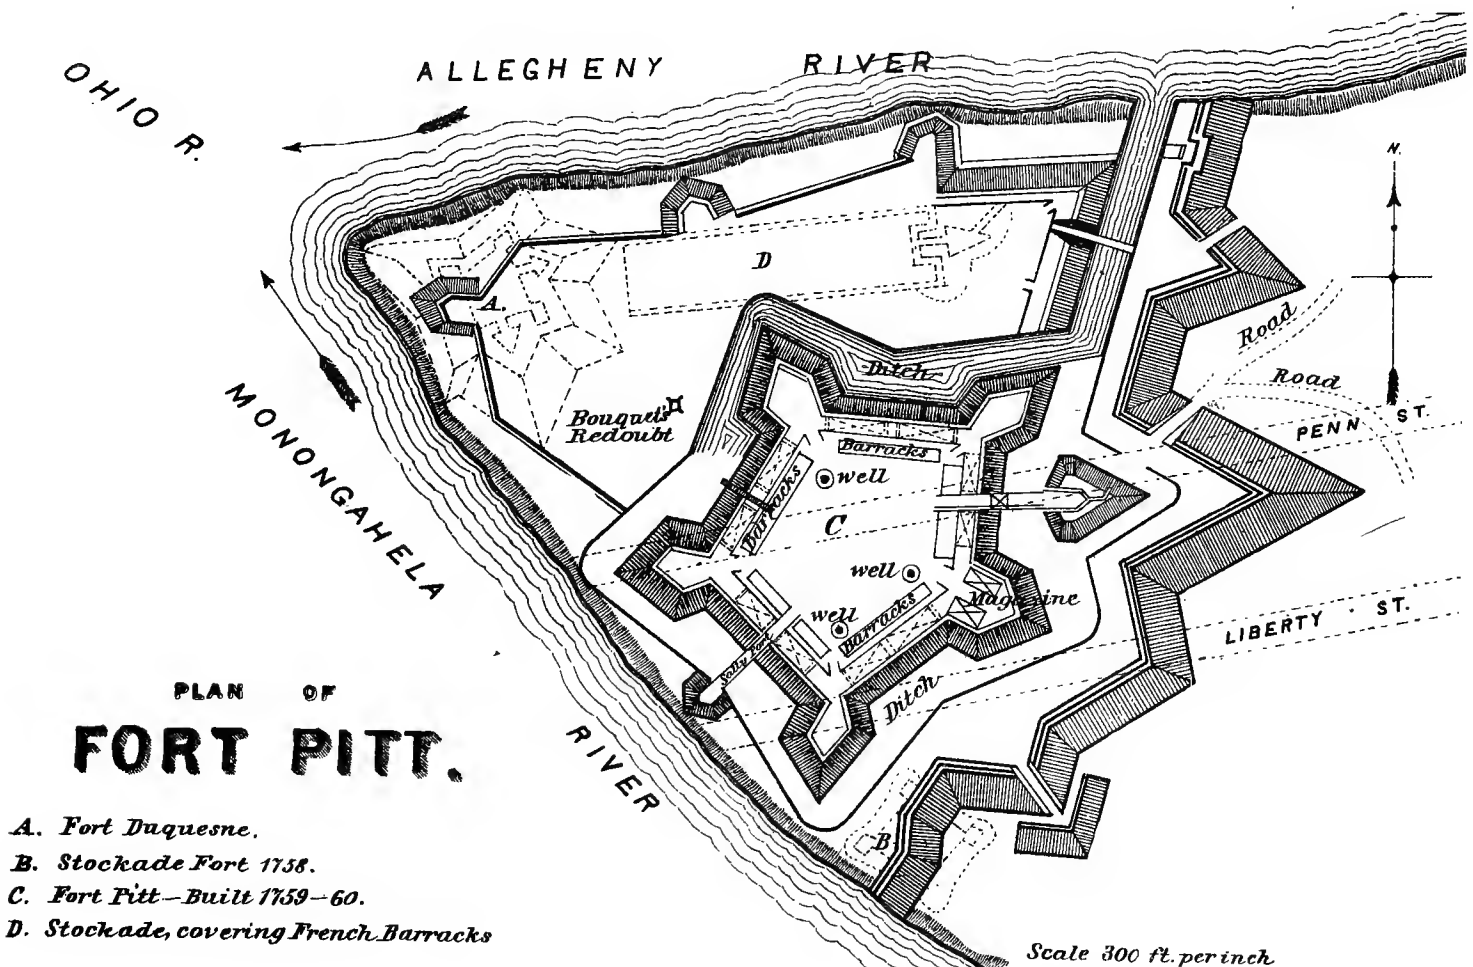 OHIO R.
ALLEGHENY RIVER
N.
D
A.
Road
Ditch
Road
ST.
PENN
Bouquet's
Redoubt
Barracks
well
Barracks
C
well
Magazine
well
Barracks
Sally Port
LIBERTY ST.
Ditch
MONONGAHELA
RIVER
B
PLAN OF
FORT PITT.
A. Fort Duquesne.
B. Stockade Fort 1758.
C. Fort Pitt—Built 1759—60.
D. Stockade, covering French Barracks
Scale 300 ft. per inch